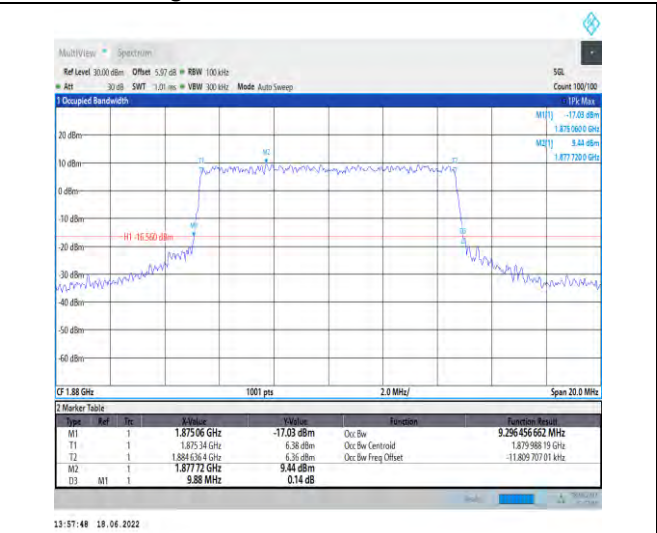 MultiView Spectrum
Ref Level 30.00 dBm Offset 5.97 dB RBW 100 kHz SGL
Att 30 dB SWT 1.01 ms VBW 300 kHz Mode Auto Sweep Count 100/100
1 Occupied Bandwidth 1Pk Max
M1[1] -17.03 dBm
1.875 060 0 GHz
M2[1] 9.44 dBm
1.877 720 0 GHz
20 dBm
M2
T1
10 dBm
0 dBm
-10 dBm
H1 -16.560 dBm
-20 dBm
-30 dBm
-40 dBm
-50 dBm
-60 dBm
CF 1.88 GHz 1001 pts 2.0 MHz/ Span 20.0 MHz
2 Marker Table
Type Ref Trc X-Value Y-Value Function Function Result
M1 1 1.875 06 GHz -17.03 dBm Occ Bw 9.296 456 662 MHz
T1 1 1.875 34 GHz 6.38 dBm Occ Bw Centroid 1.879 988 19 GHz
T2 1 1.884 636 4 GHz 6.36 dBm Occ Bw Freq Offset -11.809 707 01 kHz
M2 1 1.877 72 GHz 9.44 dBm
D3 M1 1 9.88 MHz 0.14 dB
13:57:48 18.06.2022